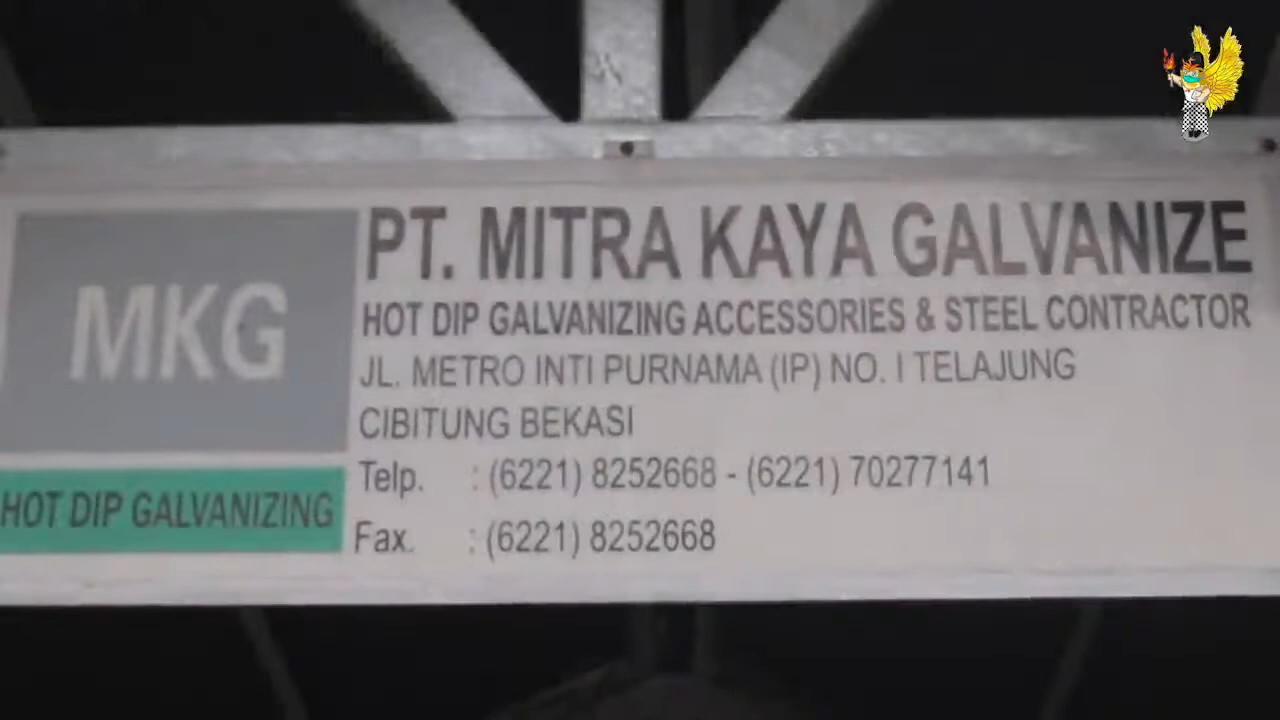 MKG
HOT DIP GALVANIZING
PT. MITRA KAYA GALVANIZE
HOT DIP GALVANIZING ACCESSORIES & STEEL CONTRACTOR
JL. METRO INTI PURNAMA (IP) NO. I TELAJUNG
CIBITUNG BEKASI
Telp. : (6221) 8252668 - (6221) 70277141
Fax. : (6221) 8252668